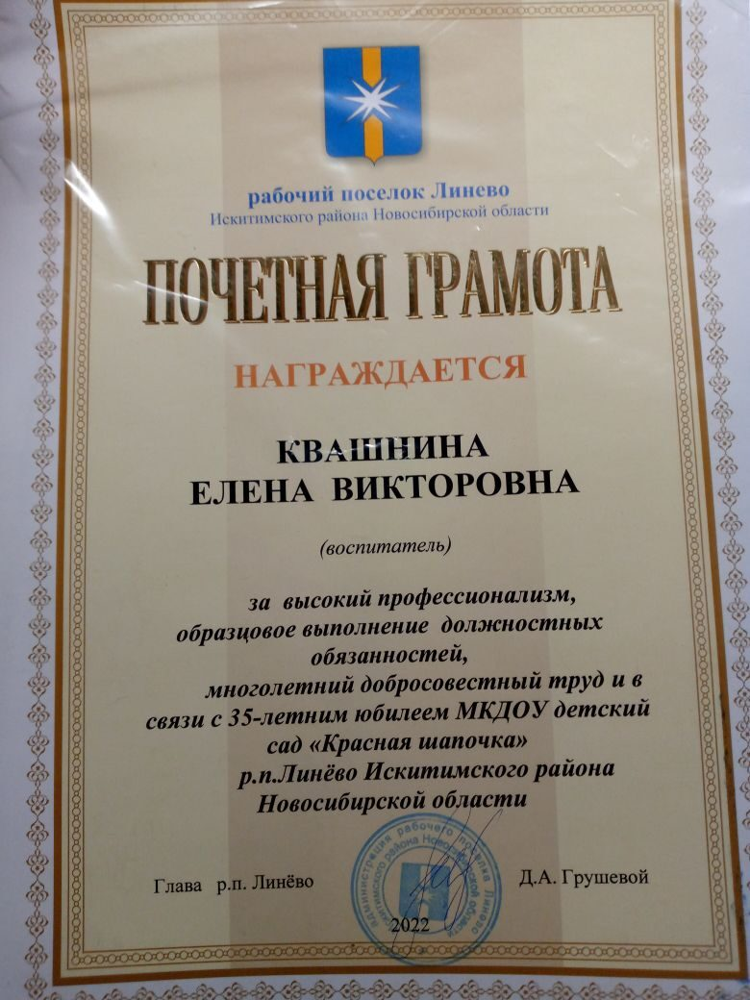 рабочий поселок Линево
Искитимского района Новосибирской области
ПОЧЕТНАЯ ГРАМОТА
НАГРАЖДАЕТСЯ
КВАШНИНА
ЕЛЕНА ВИКТОРОВНА
(воспитатель)
за высокий профессионализм,
образцовое выполнение должностных
обязанностей,
многолетний добросовестный труд и в
связи с 35-летним юбилеем МКДОУ детский
сад «Красная шапочка»
р.п.Линёво Искитимского района
Новосибирской области
Глава р.п. Линёво
Д.А. Грушевой
администрация рабочего поселка Линево
Искитимского района Новосибирской области
2022